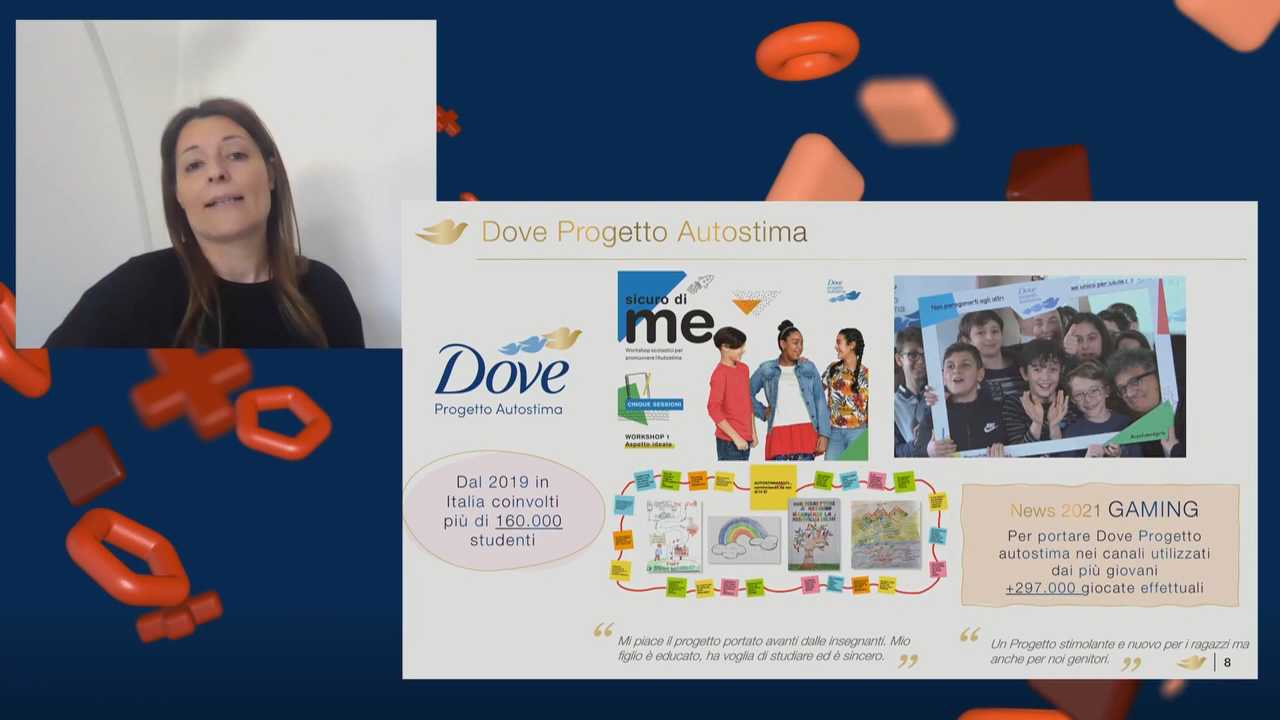 Dove Progetto Autostima
sicuro di
me
Workshop scolastici per
promuovere l'Autostima
CINQUE SESSIONI
WORKSHOP 1
Aspetto ideale
Dove
progetto
autostima
Non paragonarti agli altri
Dove
Progetto Autostima
Dal 2019 in
Italia coinvolti
più di 160.000
studenti
AUTOSTIMIAMOCI...
News 2021 GAMING
Per portare Dove Progetto
autostima nei canali utilizzati
dai più giovani
+297.000 giocate effettuali
“ Mi piace il progetto portato avanti dalle insegnanti. Mio
figlio è educato, ha voglia di studiare ed è sincero. ”
“ Un Progetto stimolante e nuovo per i ragazzi ma
anche per noi genitori. ”
8